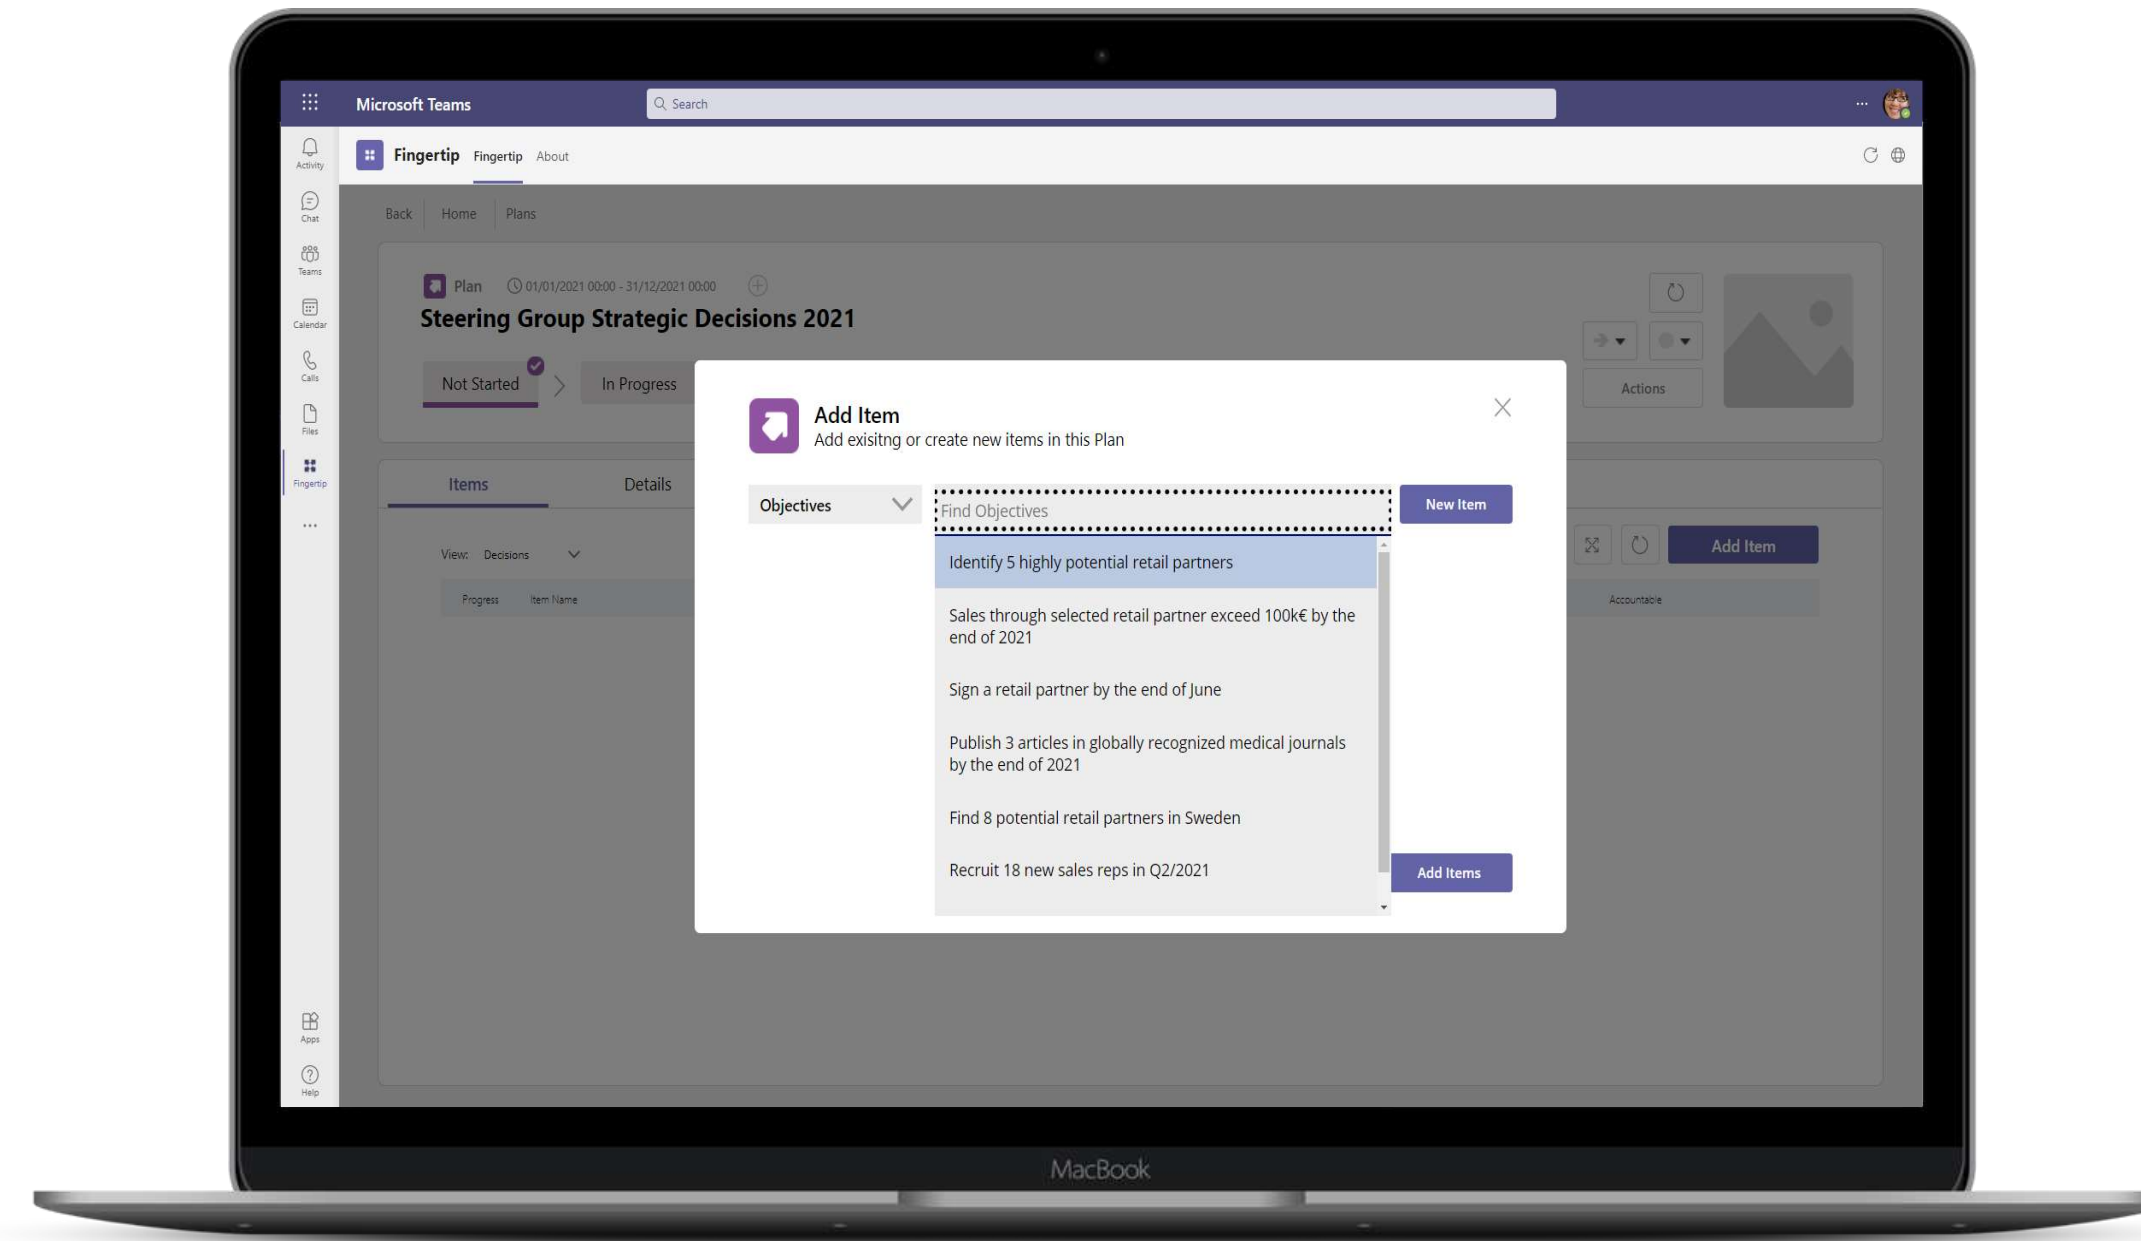 Microsoft Teams
Search
...
Activity
Fingertip Fingertip About
Chat
Back Home Plans
Teams
Plan 01/01/2021 00:00 - 31/12/2021 00:00
Steering Group Strategic Decisions 2021
Calendar
Calls
Not Started In Progress
Actions
Add Item
Add exisitng or create new items in this Plan
Files
Fingertip
Items Details
Objectives Find Objectives New Item
...
View: Decisions
Add Item
Progress Item Name
Accountable
Identify 5 highly potential retail partners
Sales through selected retail partner exceed 100k€ by the
end of 2021
Sign a retail partner by the end of June
Publish 3 articles in globally recognized medical journals
by the end of 2021
Find 8 potential retail partners in Sweden
Recruit 18 new sales reps in Q2/2021
Add Items
Apps
Help
MacBook